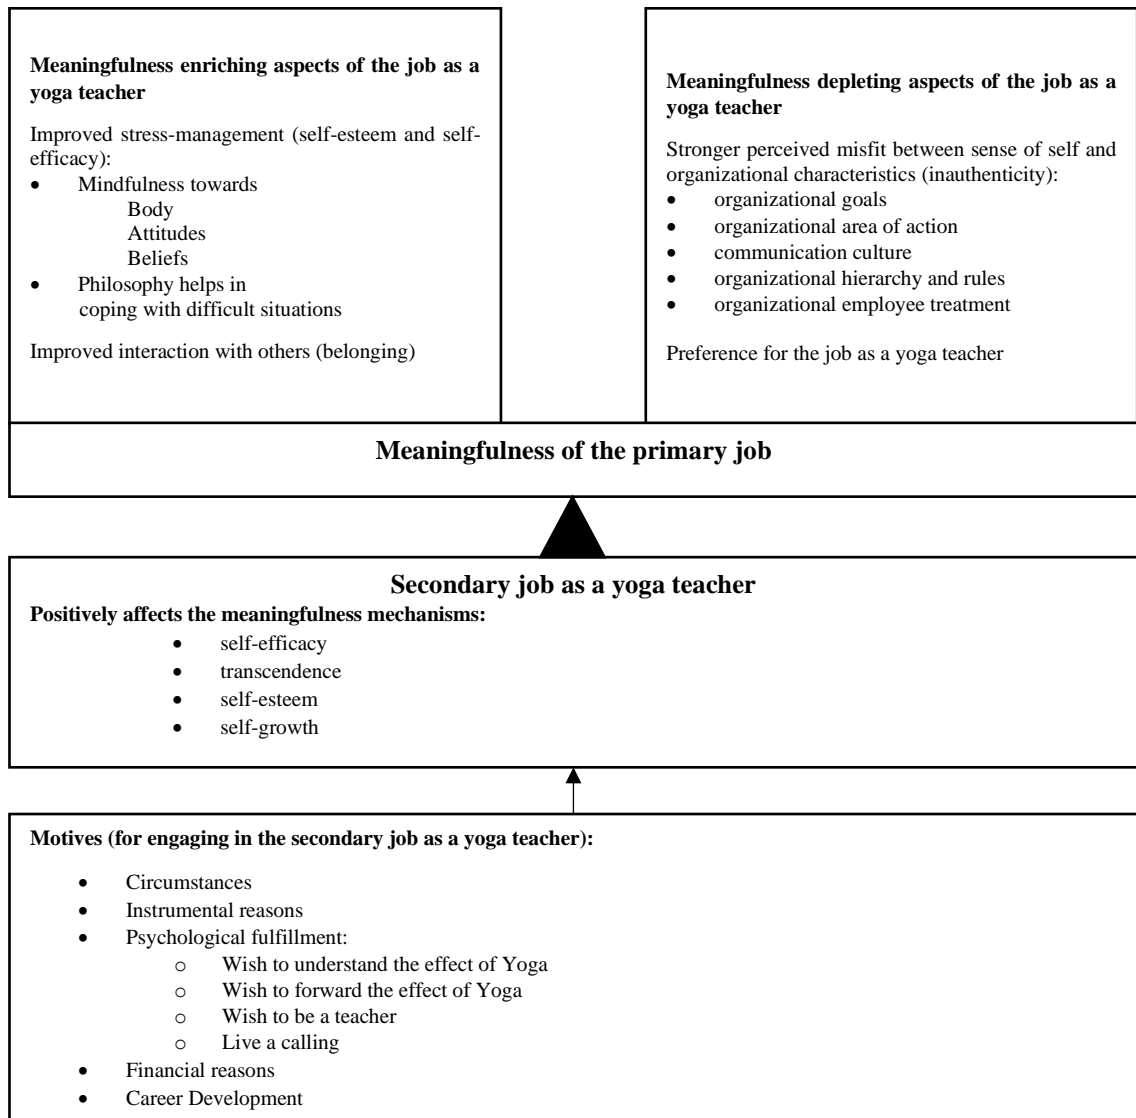 Meaningfulness enriching aspects of the job as a
yoga teacher
Improved stress-management (self-esteem and self-
efficacy):
• Mindfulness towards
Body
Attitudes
Beliefs
• Philosophy helps in
coping with difficult situations
Improved interaction with others (belonging)
Meaningfulness depleting aspects of the job as a
yoga teacher
Stronger perceived misfit between sense of self and
organizational characteristics (inauthenticity):
• organizational goals
• organizational area of action
• communication culture
• organizational hierarchy and rules
• organizational employee treatment
Preference for the job as a yoga teacher
Meaningfulness of the primary job
Secondary job as a yoga teacher
Positively affects the meaningfulness mechanisms:
• self-efficacy
• transcendence
• self-esteem
• self-growth
Motives (for engaging in the secondary job as a yoga teacher):
• Circumstances
• Instrumental reasons
• Psychological fulfillment:
o Wish to understand the effect of Yoga
o Wish to forward the effect of Yoga
o Wish to be a teacher
o Live a calling
• Financial reasons
• Career Development